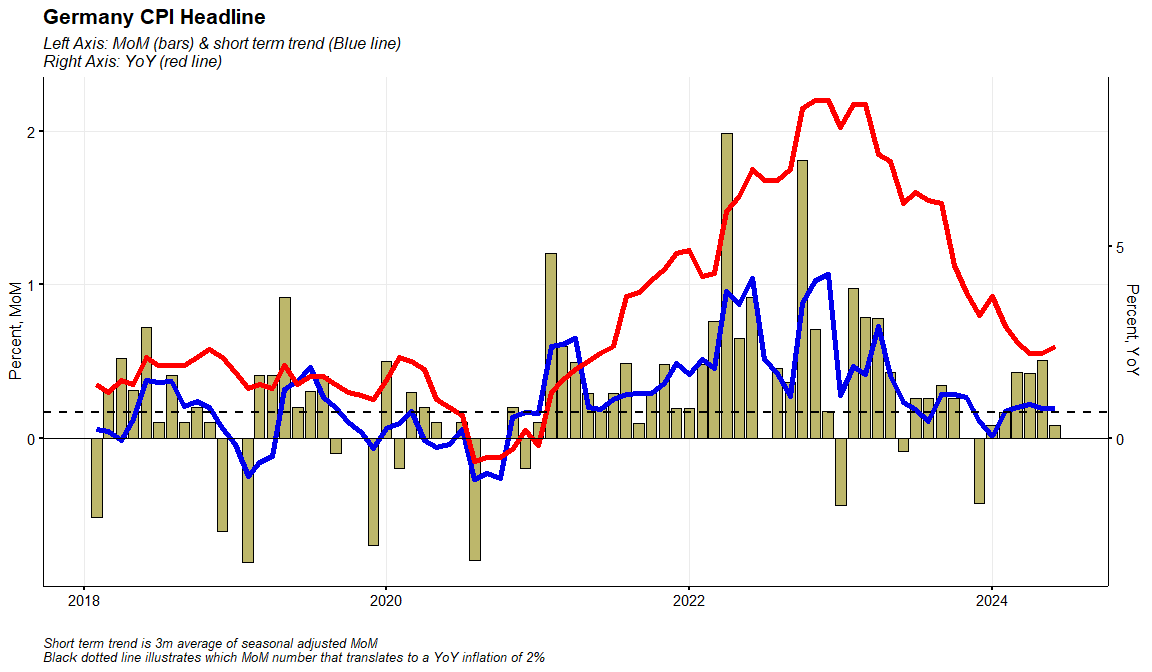 Germany CPI Headline
Left Axis: MoM (bars) & short term trend (Blue line)
Right Axis: YoY (red line)
Percent, MoM
2
1
0
5
0
Percent, YoY
2018
2020
2022
2024
Short term trend is 3m average of seasonal adjusted MoM
Black dotted line illustrates which MoM number that translates to a YoY inflation of 2%